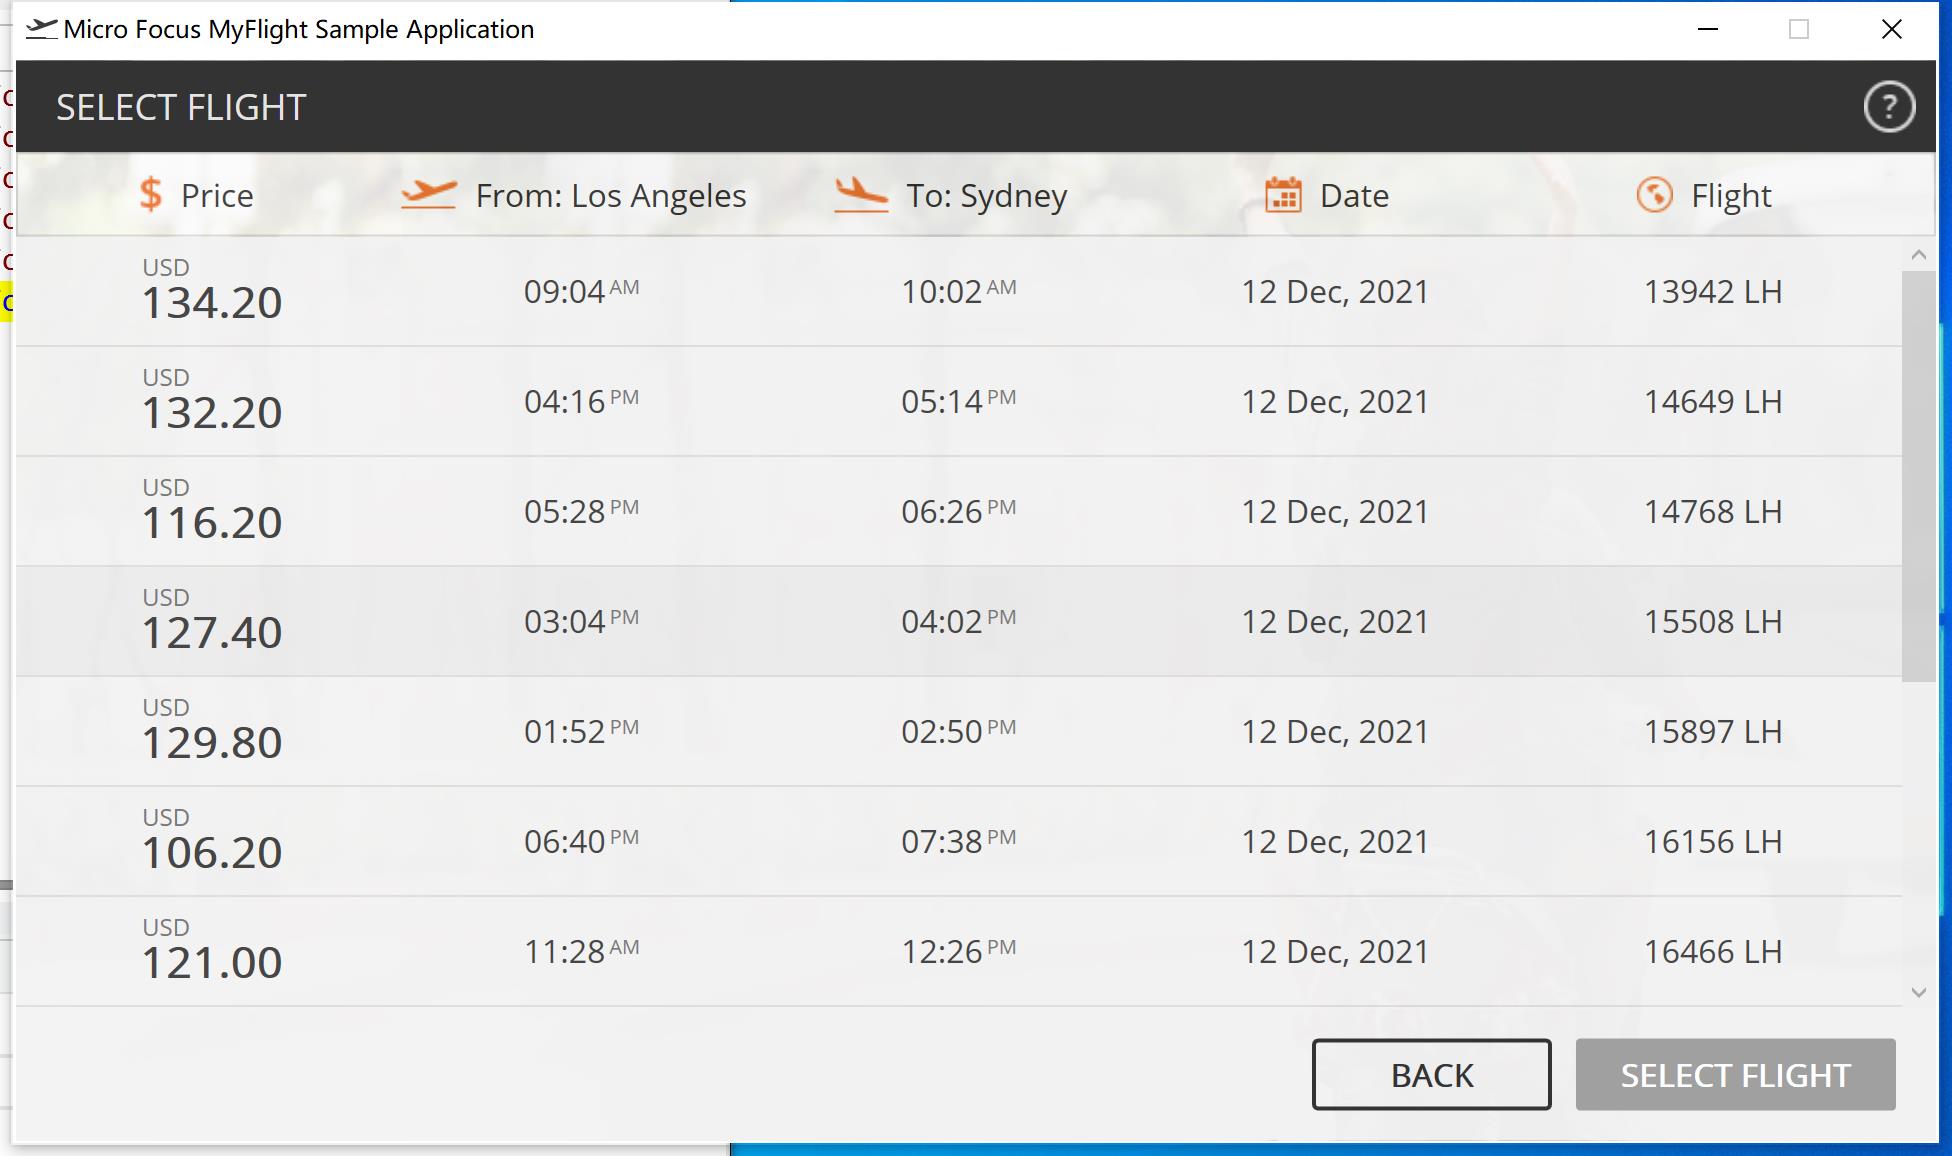 Micro Focus MyFlight Sample Application
SELECT FLIGHT
?
$ Price From: Los Angeles To: Sydney Date Flight
USD
134.20 09:04 AM 10:02 AM 12 Dec, 2021 13942 LH
USD
132.20 04:16 PM 05:14 PM 12 Dec, 2021 14649 LH
USD
116.20 05:28 PM 06:26 PM 12 Dec, 2021 14768 LH
USD
127.40 03:04 PM 04:02 PM 12 Dec, 2021 15508 LH
USD
129.80 01:52 PM 02:50 PM 12 Dec, 2021 15897 LH
USD
106.20 06:40 PM 07:38 PM 12 Dec, 2021 16156 LH
USD
121.00 11:28 AM 12:26 PM 12 Dec, 2021 16466 LH
BACK SELECT FLIGHT